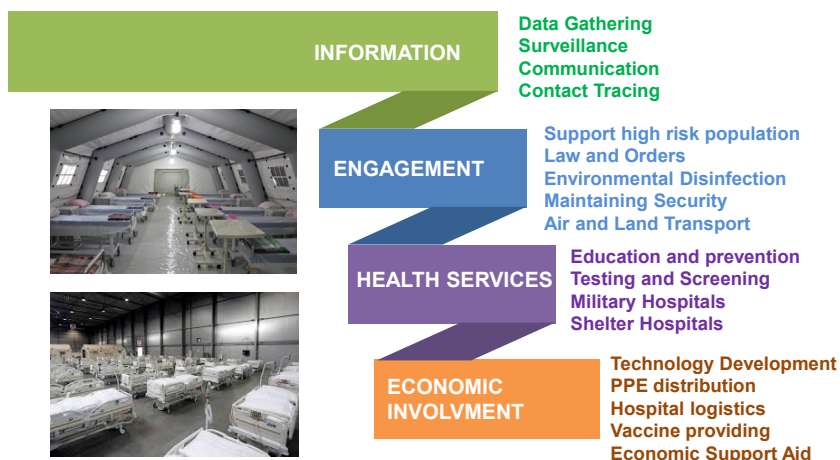 INFORMATION
Data Gathering
Surveillance
Communication
Contact Tracing
ENGAGEMENT
Support high risk population
Law and Orders
Environmental Disinfection
Maintaining Security
Air and Land Transport
HEALTH SERVICES
Education and prevention
Testing and Screening
Military Hospitals
Shelter Hospitals
ECONOMIC
INVOLVMENT
Technology Development
PPE distribution
Hospital logistics
Vaccine providing
Economic Support Aid